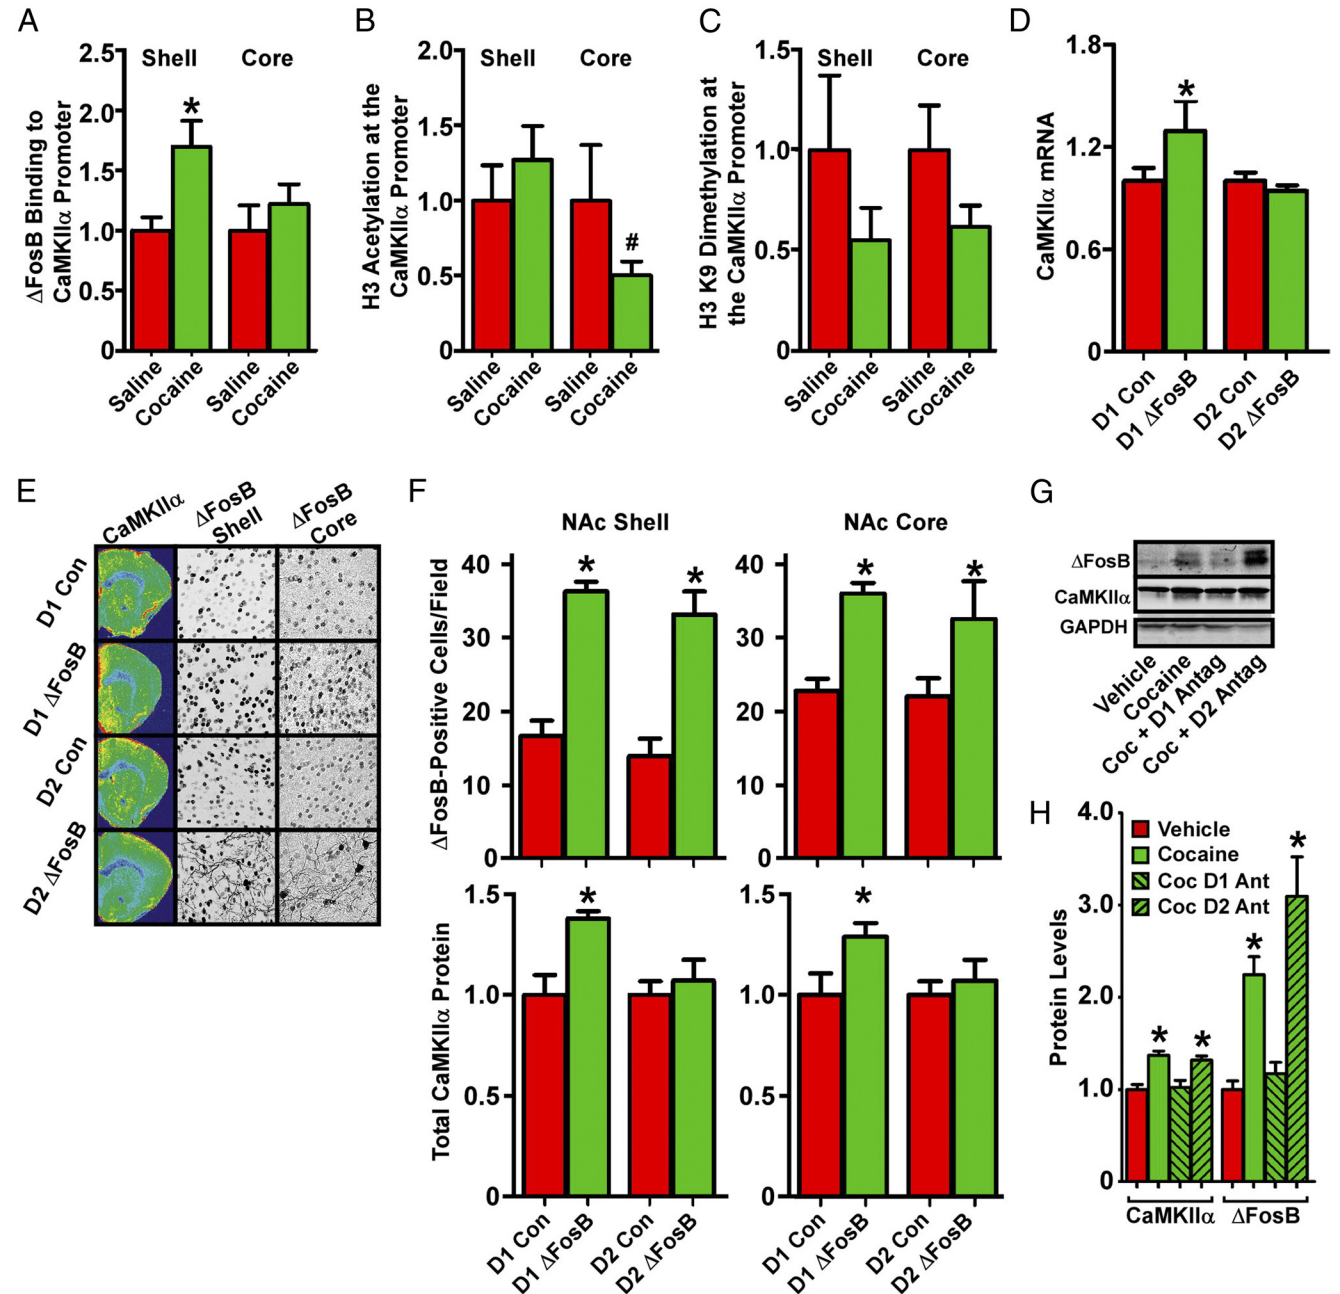 A
ΔFosB Binding to
CaMKIIα Promoter
2.5
2.0
1.5
1.0
0.5
0
Shell
Core
*
Saline
Cocaine
Saline
Cocaine
B
H3 Acetylation at the
CaMKIIα Promoter
2.0
1.5
1.0
0.5
0
Shell
Core
#
Saline
Cocaine
Saline
Cocaine
C
H3 K9 Dimethylation at
the CaMKIIα Promoter
1.5
1.0
0.5
0
Shell
Core
Saline
Cocaine
Saline
Cocaine
D
CaMKIIα mRNA
1.8
1.2
0.6
0
*
D1 Con
D1 ΔFosB
D2 Con
D2 ΔFosB
E
CaMKIIα
ΔFosB
Shell
ΔFosB
Core
D1 Con
D1 ΔFosB
D2 Con
D2 ΔFosB
F
NAc Shell
NAc Core
ΔFosB-Positive Cells/Field
40
30
20
10
0
*
*
40
30
20
10
0
*
*
Total CaMKIIα Protein
1.5
1.0
0.5
0
*
D1 Con
D1 ΔFosB
D2 Con
D2 ΔFosB
1.5
1.0
0.5
0
*
D1 Con
D1 ΔFosB
D2 Con
D2 ΔFosB
G
ΔFosB
CaMKIIα
GAPDH
Vehicle
Cocaine
Coc + D1 Antag
Coc + D2 Antag
H
Protein Levels
4.0
3.0
2.0
1.0
0
Vehicle
Cocaine
Coc D1 Ant
Coc D2 Ant
*
*
*
*
CaMKIIα
ΔFosB